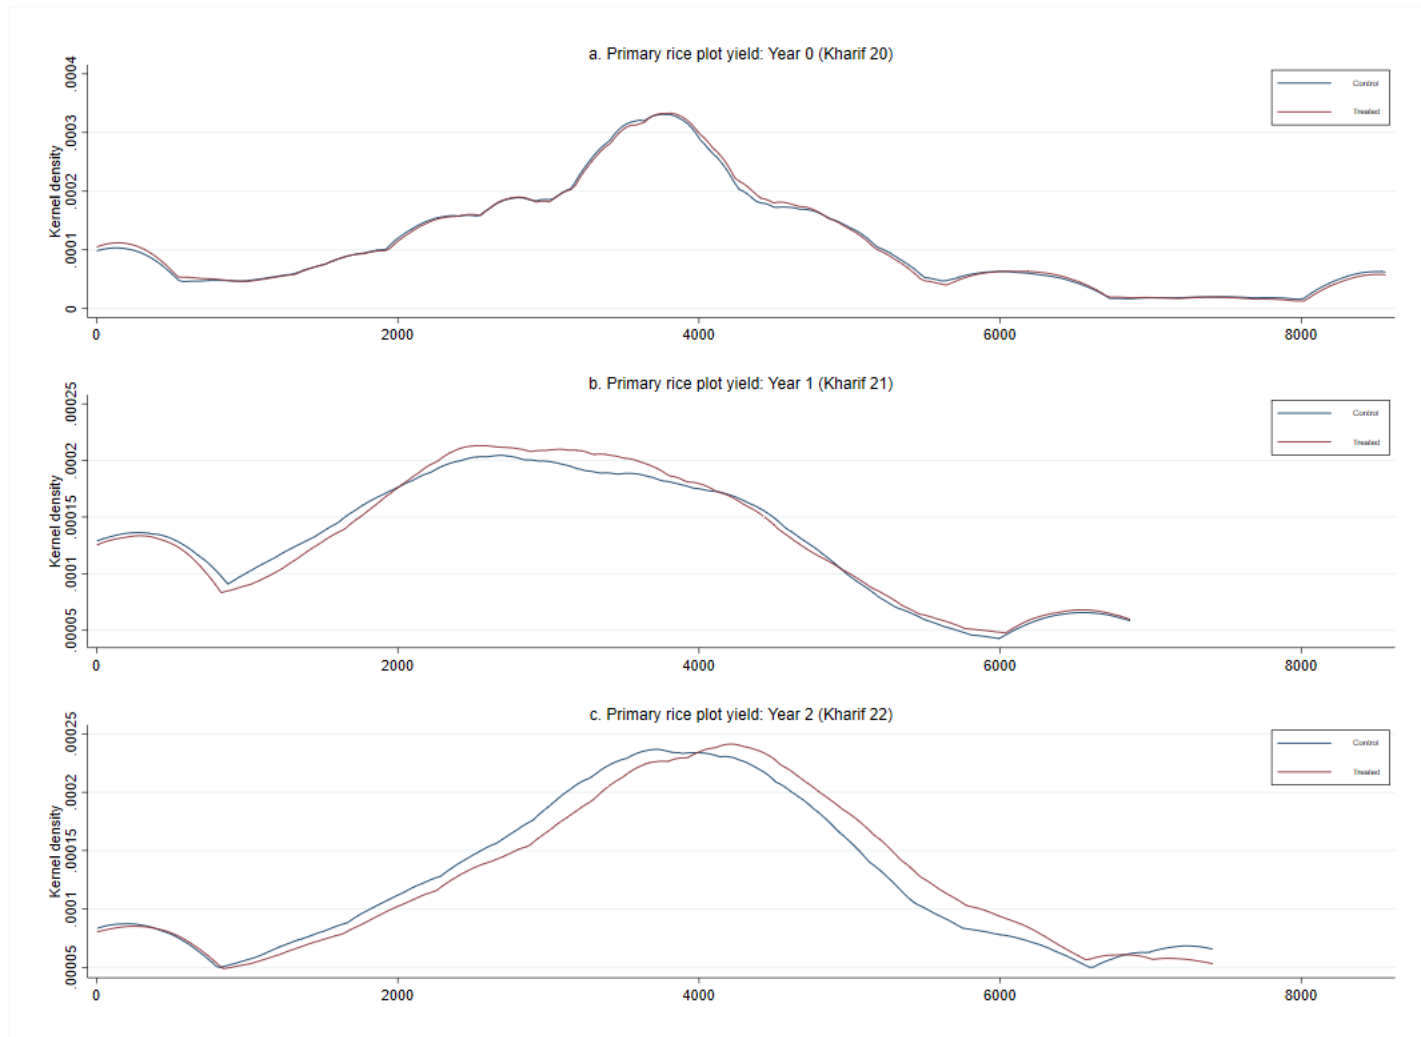 a. Primary rice plot yield: Year 0 (Kharif 20)
Kernel density
.0004
.0003
.0002
.0001
0
Control
Treated
0 2000 4000 6000 8000
b. Primary rice plot yield: Year 1 (Kharif 21)
Kernel density
.00025
.0002
.00015
.0001
.00005
Control
Treated
0 2000 4000 6000 8000
c. Primary rice plot yield: Year 2 (Kharif 22)
Kernel density
.00025
.0002
.00015
.0001
.00005
Control
Treated
0 2000 4000 6000 8000